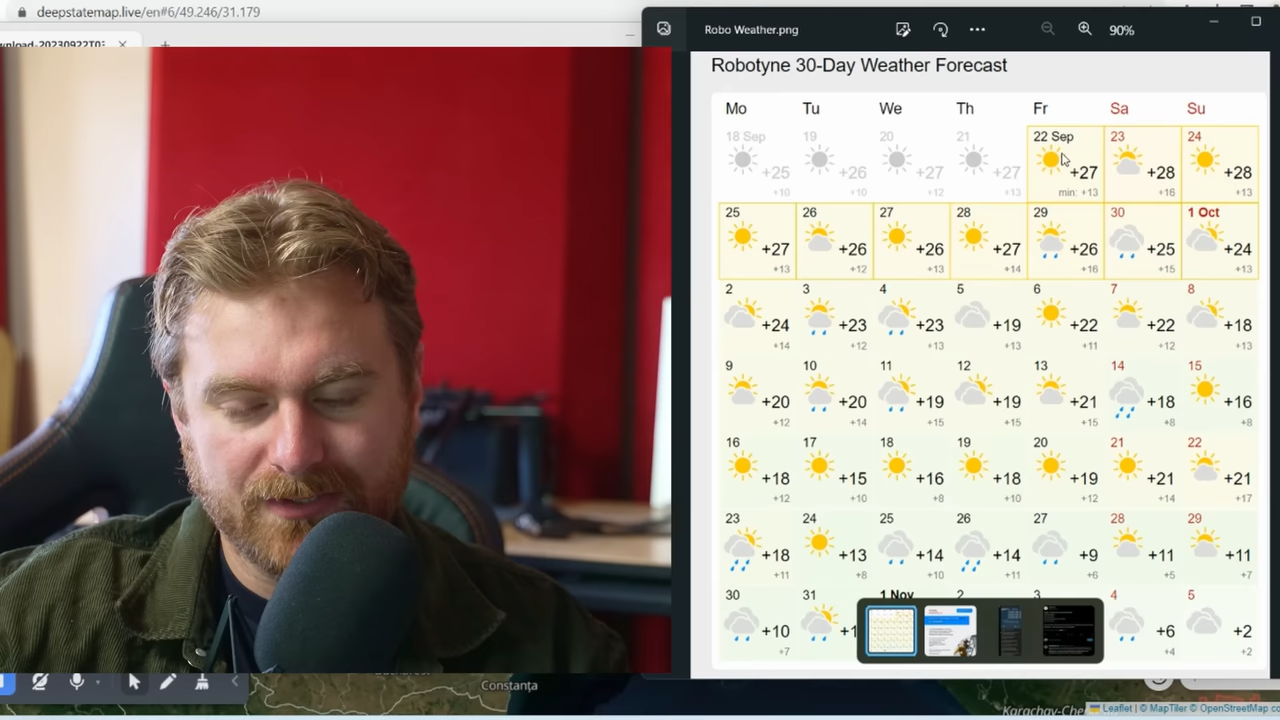 deepstatemap.live/en#6/49.246/31.179
Robo Weather.png
90%
Robotyne 30-Day Weather Forecast
Mo Tu We Th Fr Sa Su
18 Sep 19 20 21 22 Sep 23 24
+25 +26 +27 +27 +27 +28 +28
+10 +10 +12 +13 min: +13 +16 +13
25 26 27 28 29 30 1 Oct
+27 +26 +26 +27 +26 +25 +24
+13 +12 +13 +14 +16 +15 +13
2 3 4 5 6 7 8
+24 +23 +23 +19 +22 +22 +18
+14 +12 +13 +13 +11 +12 +13
9 10 11 12 13 14 15
+20 +20 +19 +19 +21 +18 +16
+12 +14 +15 +15 +15 +8 +8
16 17 18 19 20 21 22
+18 +15 +16 +18 +19 +21 +21
+12 +10 +8 +10 +12 +14 +17
23 24 25 26 27 28 29
+18 +13 +14 +14 +9 +11 +11
+11 +8 +10 +11 +6 +5 +7
30 31 1 Nov 2 3 4 5
+10 +6 +2
+7 +4 +2
Constanța
Leaflet | © MapTiler © OpenStreetMap